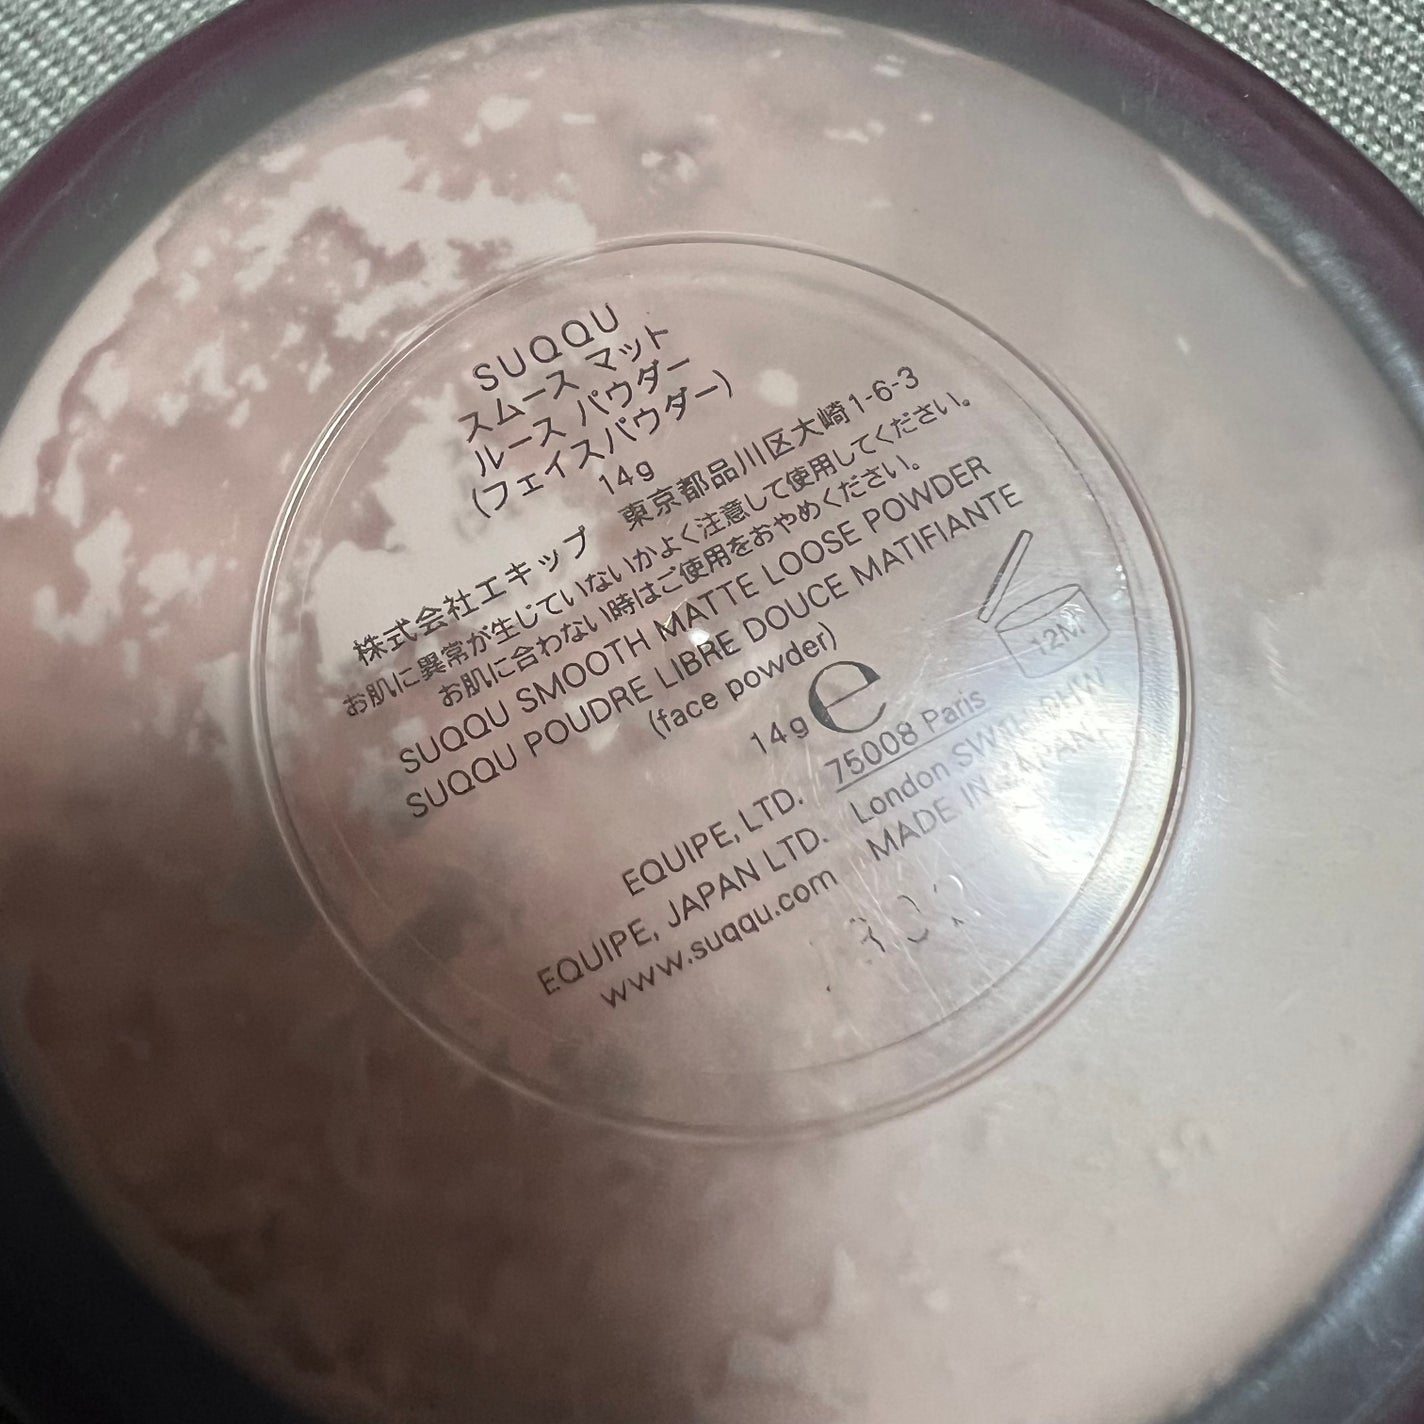 SUQQU
スムース マット
ルース パウダー
(フェイスパウダー)
14g
株式会社エキップ 東京都品川区大崎1-6-3
お肌に異常が生じていないかよく注意して使用してください。
お肌に合わない時はご使用をおやめください。
SUQQU SMOOTH MATTE LOOSE POWDER
SUQQU POUDRE LIBRE DOUCE MATIFIANTE
(face powder)
14g e
12M
EQUIPE, LTD. 75008 Paris
EQUIPE, JAPAN LTD. London
www.suqqu.com MADE IN JAPAN